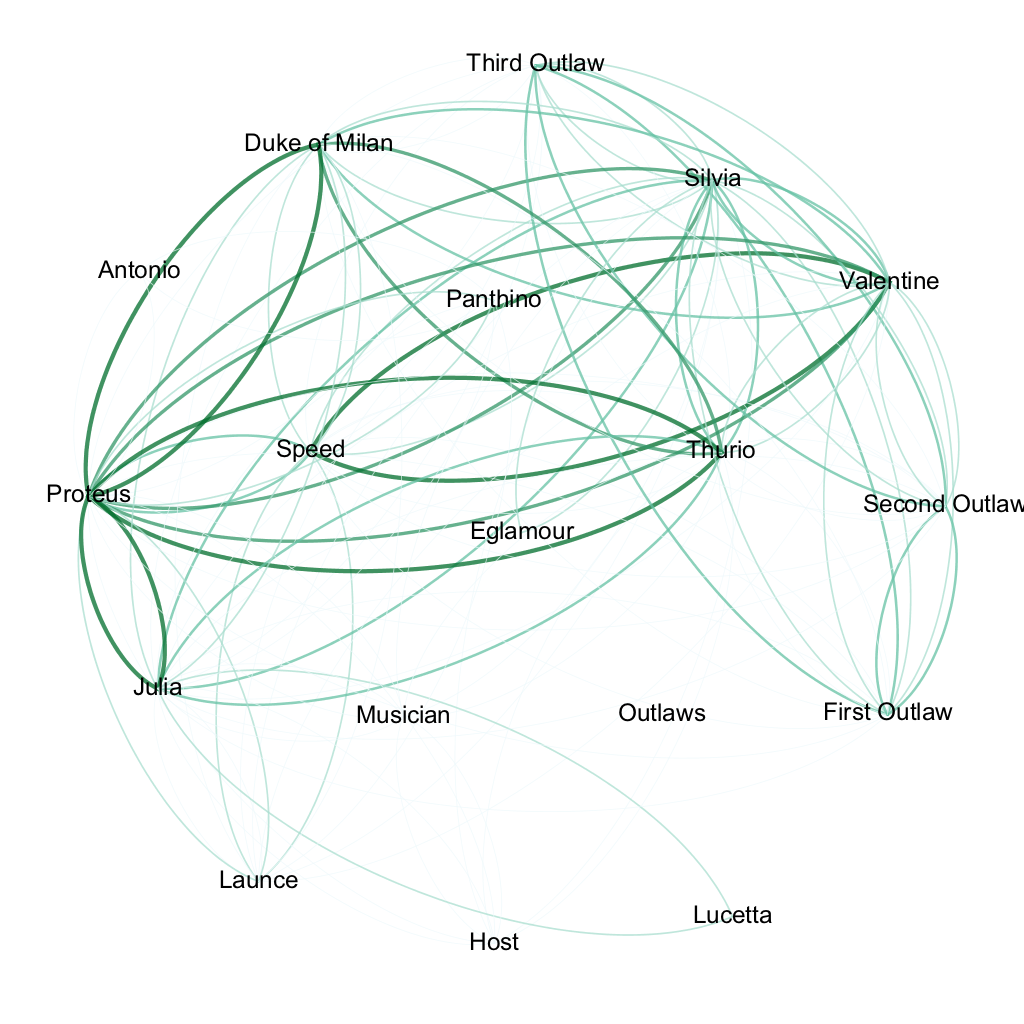 Third Outlaw
Duke of Milan
Silvia
Antonio
Valentine
Panthino
Speed
Thurio
Proteus
Second Outlaw
Eglamour
Julia
Musician
Outlaws
First Outlaw
Launce
Lucetta
Host